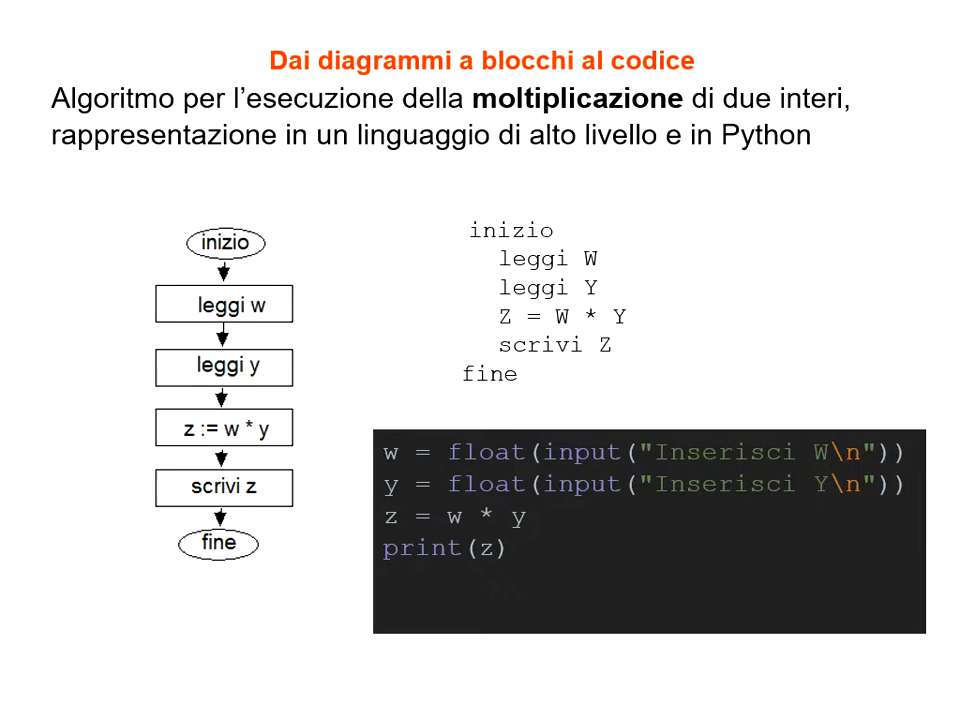 Dai diagrammi a blocchi al codice
Algoritmo per l’esecuzione della moltiplicazione di due interi,
rappresentazione in un linguaggio di alto livello e in Python
inizio
leggi w
leggi y
z := w * y
scrivi z
fine
inizio
leggi W
leggi Y
Z = W * Y
scrivi Z
fine
w = float(input("Inserisci W\n"))
y = float(input("Inserisci Y\n"))
z = w * y
print(z)